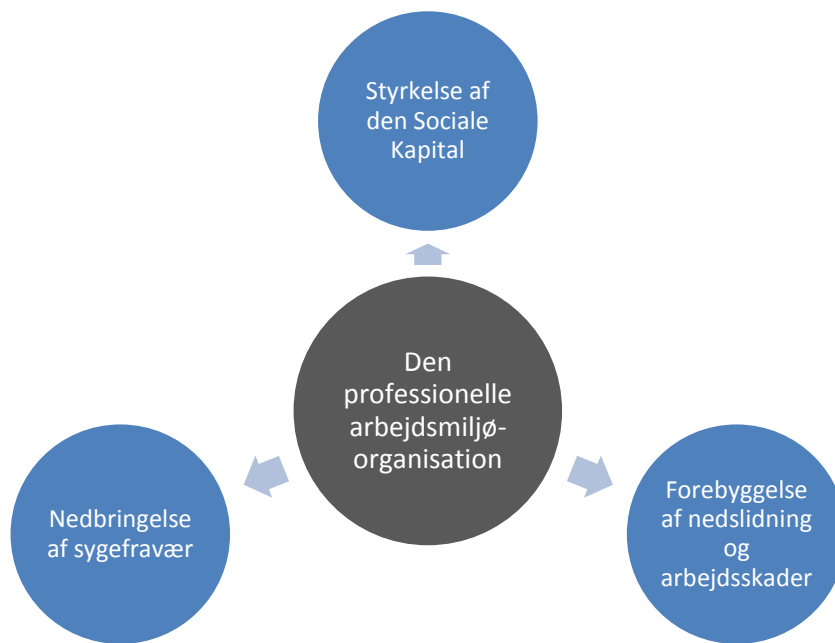 Styrkelse af
den Sociale
Kapital
Den
professionelle
arbejdsmiljø-
organisation
Nedbringelse
af sygefravær
Forebyggelse
af nedslidning
og
arbejdsskader